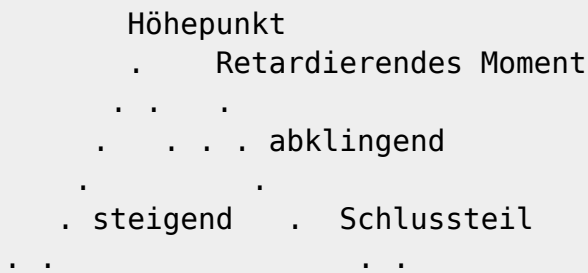 Höhepunkt
. Retardierendes Moment
. . .
. . . . abklingend
. .
. steigend . Schlussteil
. . . .